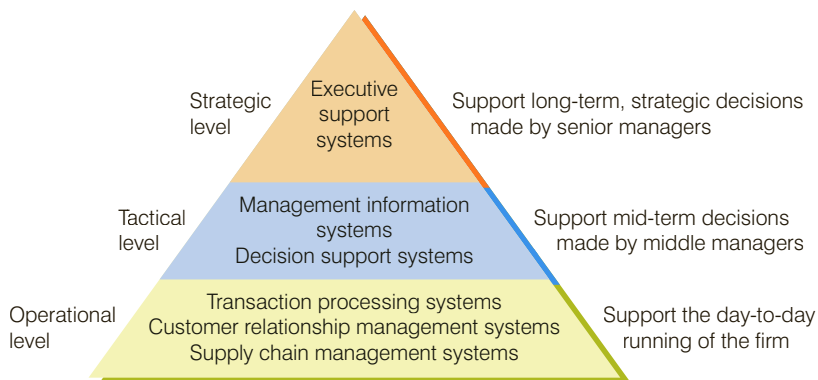 Strategic
level
Executive
support
systems
Support long-term, strategic decisions
made by senior managers
Tactical
level
Management information
systems
Decision support systems
Support mid-term decisions
made by middle managers
Operational
level
Transaction processing systems
Customer relationship management systems
Supply chain management systems
Support the day-to-day
running of the firm